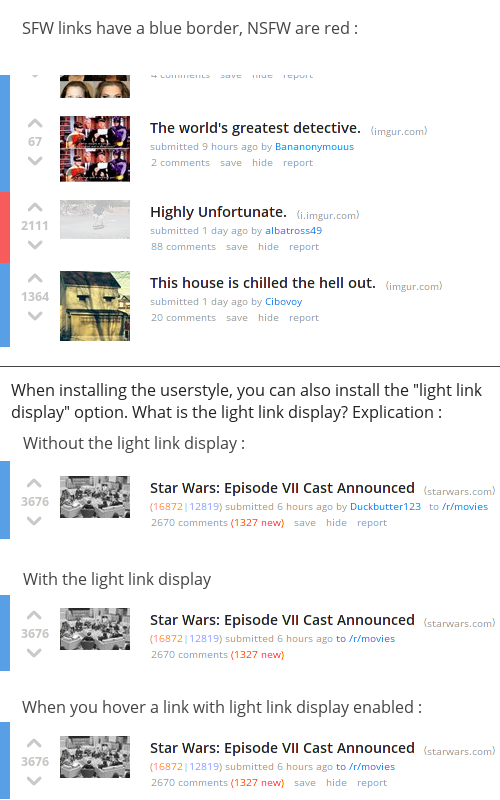 SFW links have a blue border, NSFW are red :
4 comments save hide report
67
The world's greatest detective. (imgur.com)
submitted 9 hours ago by Bananonymouus
2 comments save hide report
2111
Highly Unfortunate. (i.imgur.com)
submitted 1 day ago by albatross49
88 comments save hide report
1364
This house is chilled the hell out. (imgur.com)
submitted 1 day ago by Cibovoy
20 comments save hide report
When installing the userstyle, you can also install the "light link
display" option. What is the light link display? Explication :
Without the light link display :
3676
Star Wars: Episode VII Cast Announced (starwars.com)
(16872|12819) submitted 6 hours ago by Duckbutter123 to /r/movies
2670 comments (1327 new) save hide report
With the light link display
3676
Star Wars: Episode VII Cast Announced (starwars.com)
(16872|12819) submitted 6 hours ago to /r/movies
2670 comments (1327 new)
When you hover a link with light link display enabled :
3676
Star Wars: Episode VII Cast Announced (starwars.com)
(16872|12819) submitted 6 hours ago to /r/movies
2670 comments (1327 new) save hide report